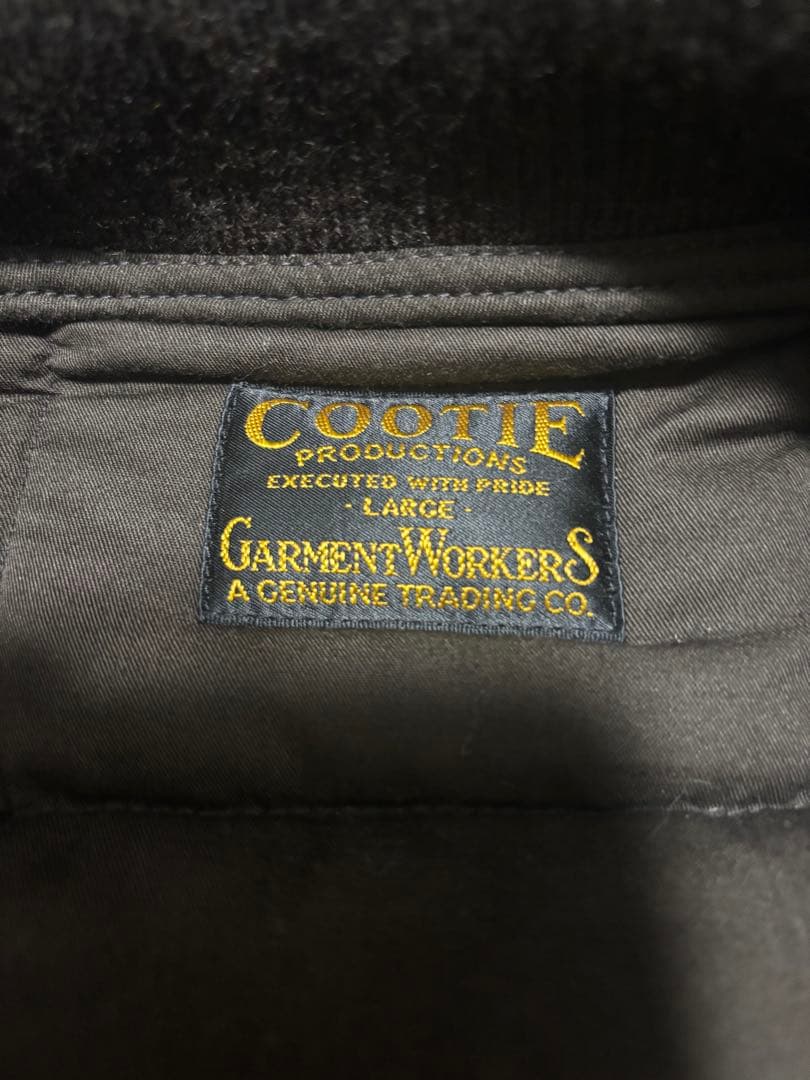 COOTIE
PRODUCTIONS
EXECUTED WITH PRIDE
- LARGE -
GARMENT WORKERS
A GENUINE TRADING CO.